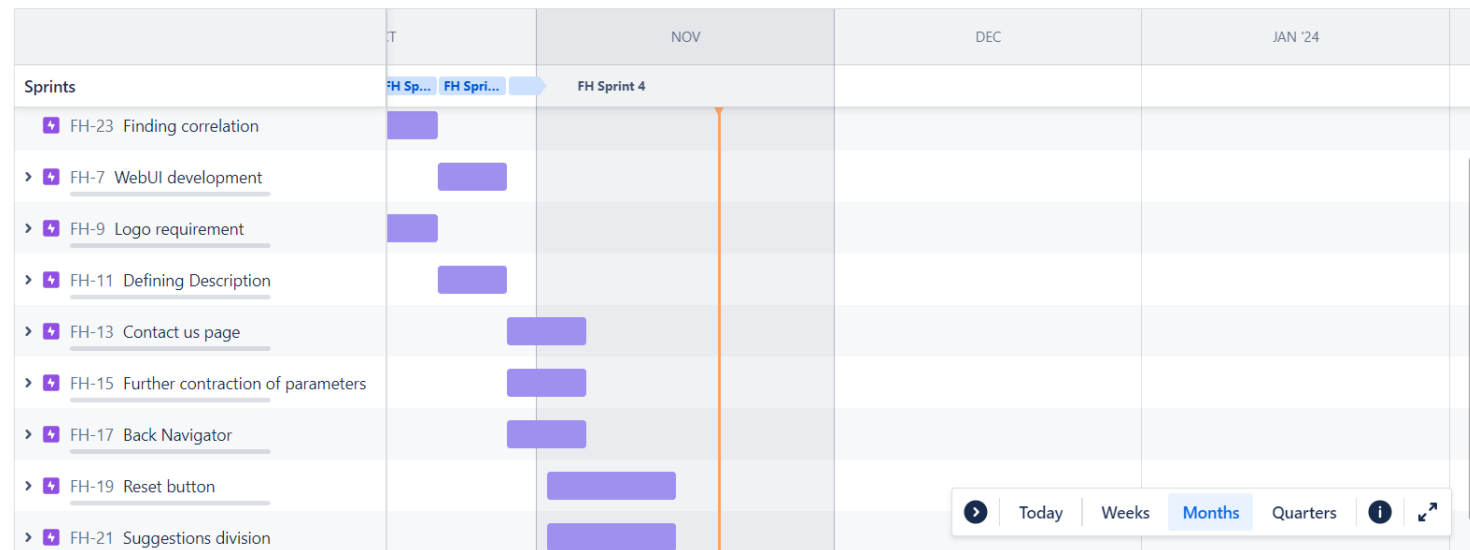 CT NOV DEC JAN '24
Sprints FH Sp... FH Spri... FH Sprint 4
FH-23 Finding correlation
FH-7 WebUI development
FH-9 Logo requirement
FH-11 Defining Description
FH-13 Contact us page
FH-15 Further contraction of parameters
FH-17 Back Navigator
FH-19 Reset button
Today Weeks Months Quarters
FH-21 Suggestions division